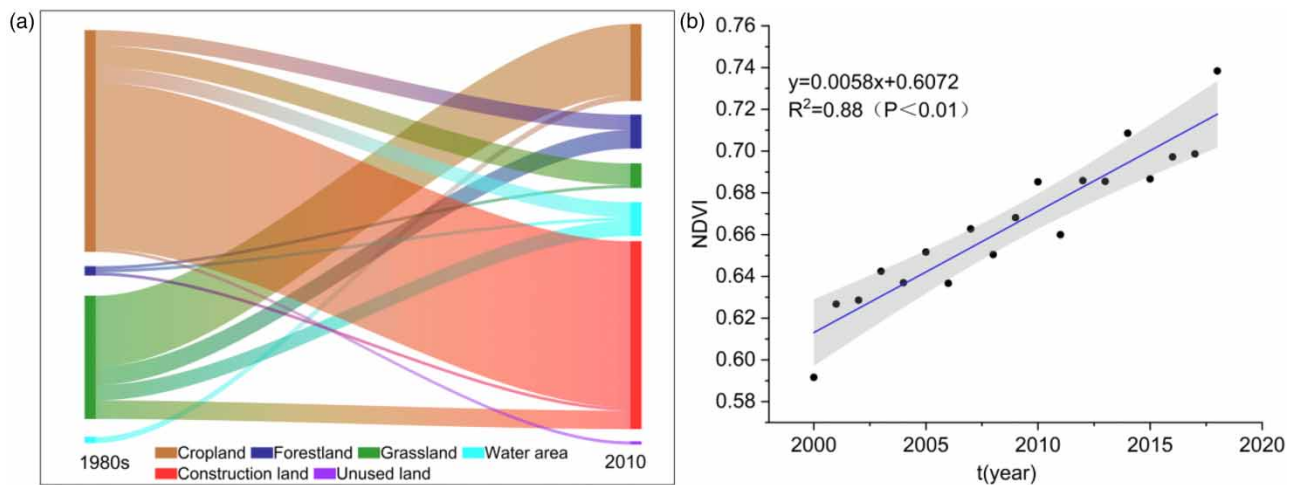 (a)
1980s
2010
Cropland Forestland Grassland Water area
Construction land Unused land
(b)
y=0.0058x+0.6072
R²=0.88（P＜0.01）
NDVI
0.76
0.74
0.72
0.70
0.68
0.66
0.64
0.62
0.60
0.58
2000 2005 2010 2015 2020
t(year)